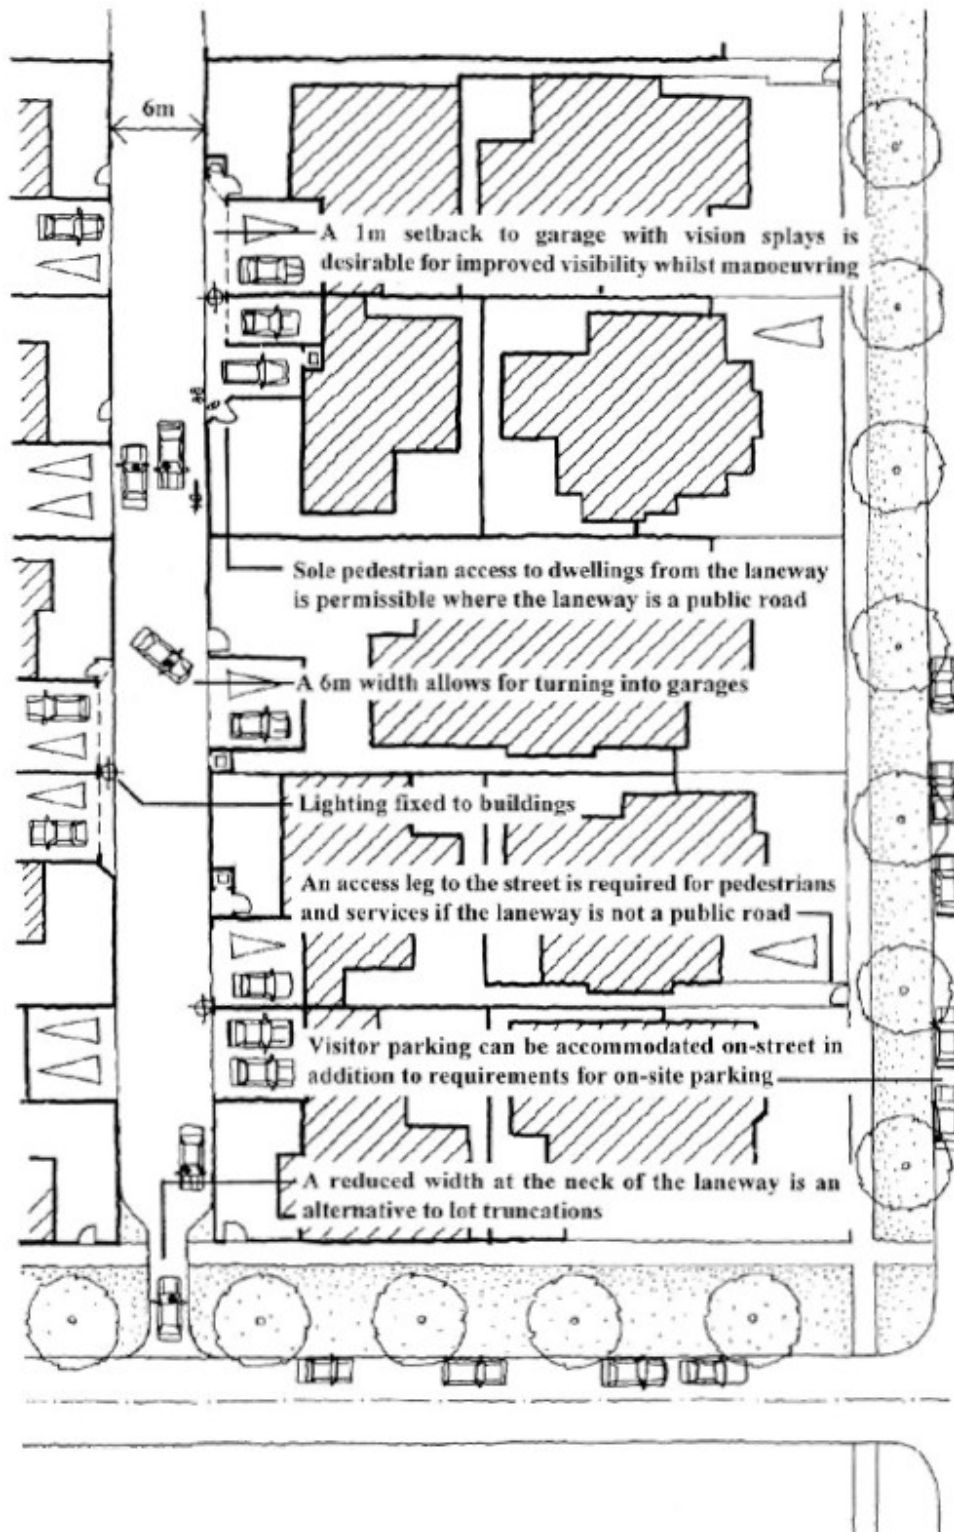 6m
A 1m setback to garage with vision splays is
desirable for improved visibility whilst manoeuvring
Sole pedestrian access to dwellings from the laneway
is permissible where the laneway is a public road
A 6m width allows for turning into garages
Lighting fixed to buildings
An access leg to the street is required for pedestrians
and services if the laneway is not a public road
Visitor parking can be accommodated on-street in
addition to requirements for on-site parking
A reduced width at the neck of the laneway is an
alternative to lot truncations